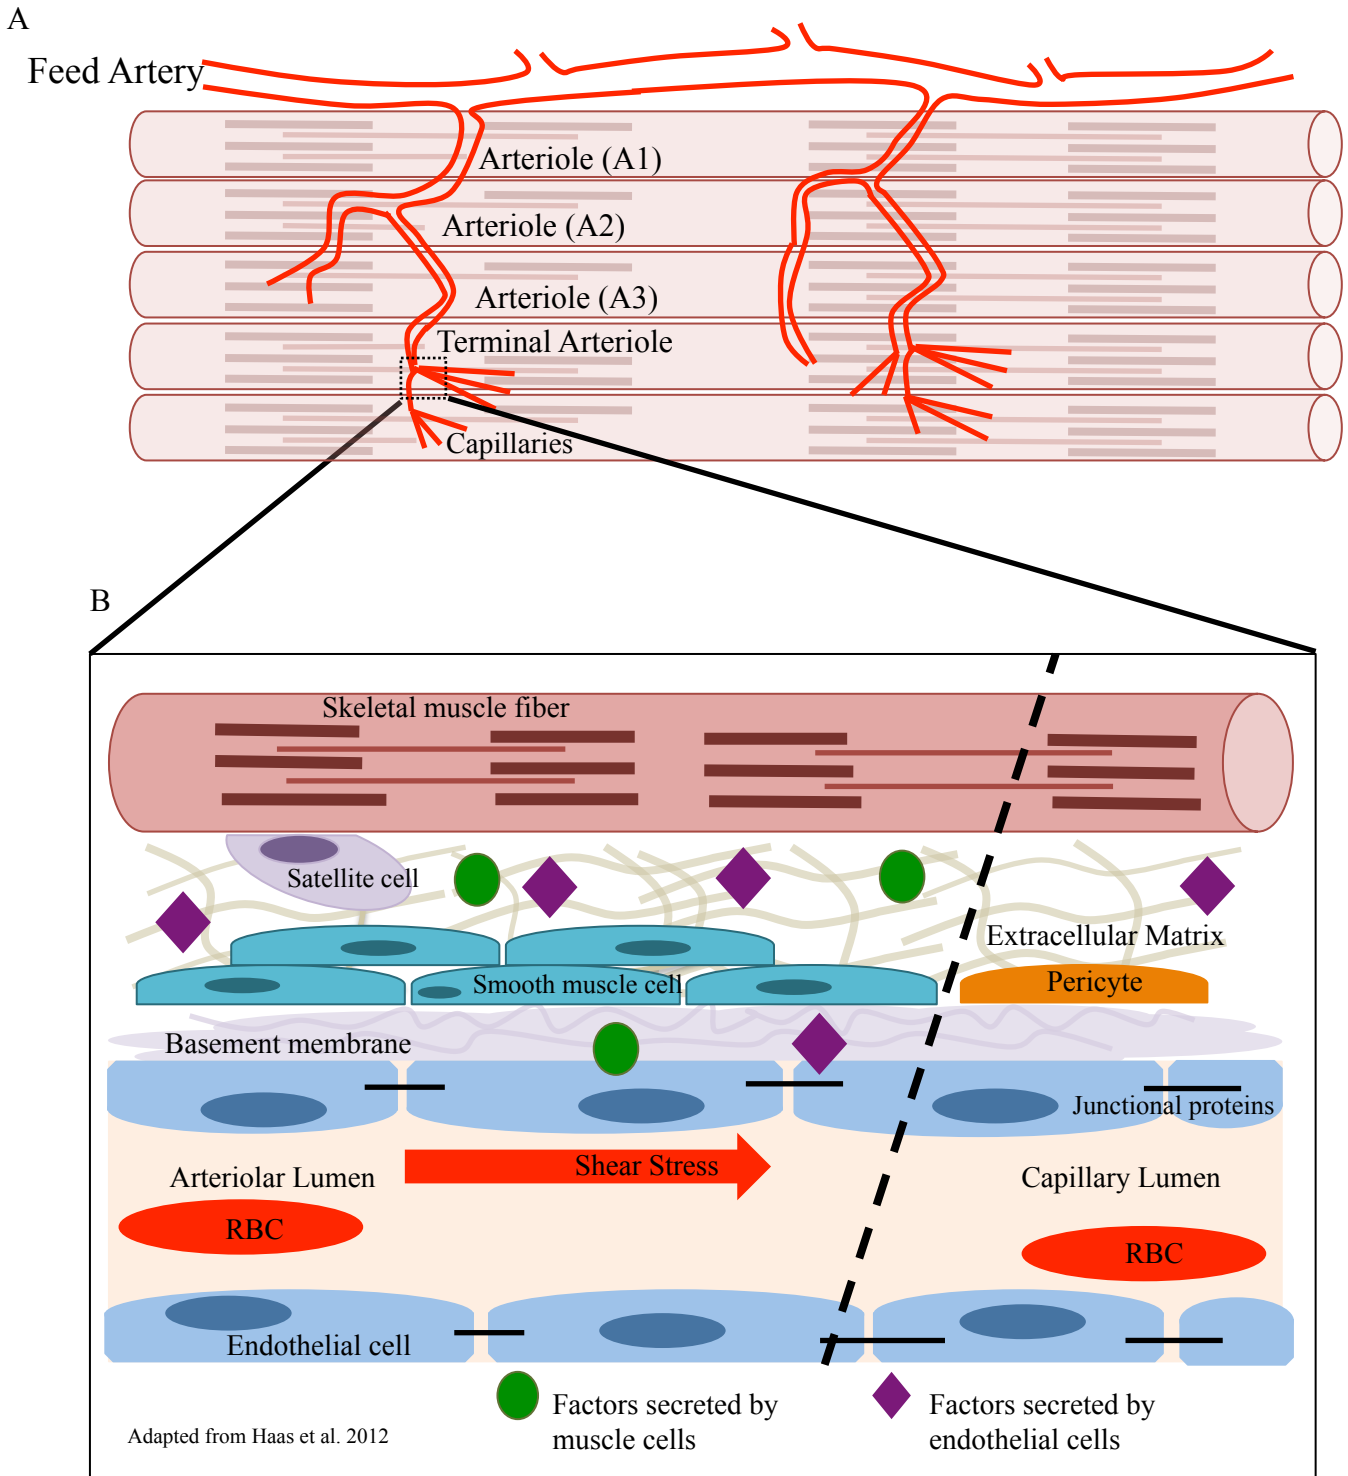 A
Feed Artery
Arteriole (A1)
Arteriole (A2)
Arteriole (A3)
Terminal Arteriole
Capillaries
B
Skeletal muscle fiber
Satellite cell
Extracellular Matrix
Smooth muscle cell
Pericyte
Basement membrane
Junctional proteins
Shear Stress
Arteriolar Lumen
Capillary Lumen
RBC
RBC
Endothelial cell
Factors secreted by
muscle cells
Factors secreted by
endothelial cells
Adapted from Haas et al. 2012